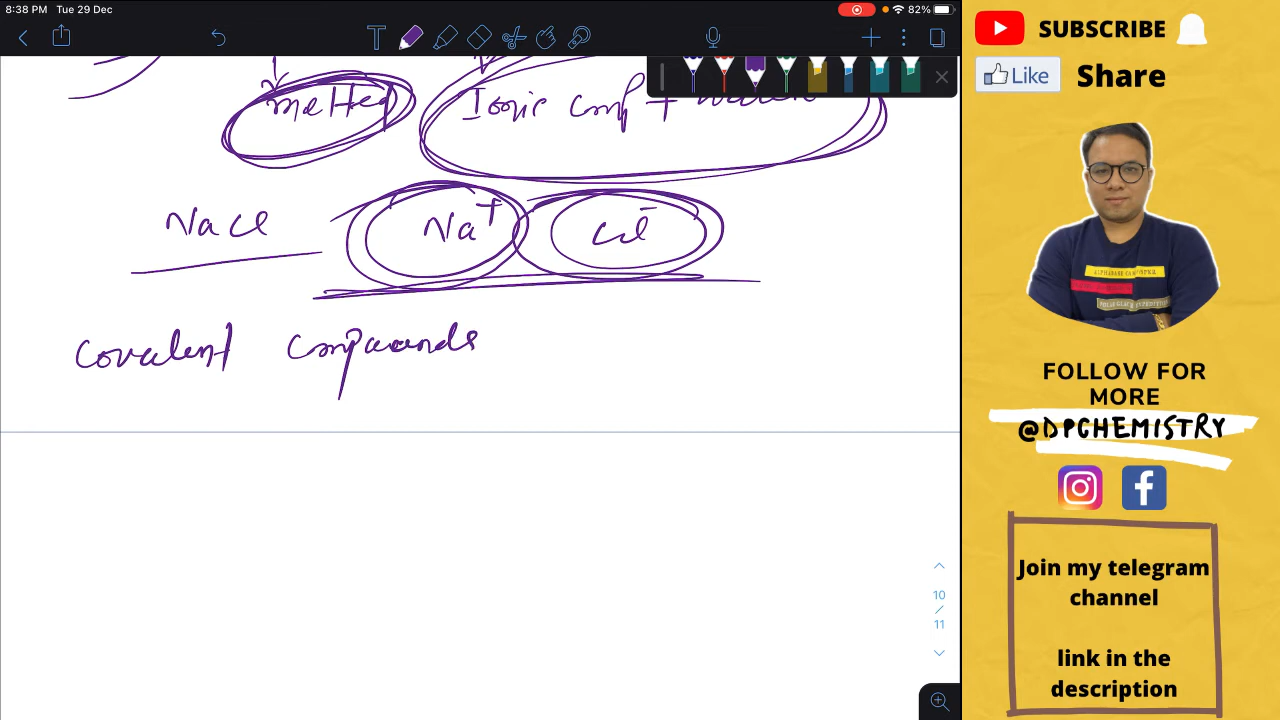 8:38 PM Tue 29 Dec
82%
melted
Ionic comp + water
NaCl
Na+
Cl-
Covalent compounds
10
/
11
SUBSCRIBE
Like
Share
FOLLOW FOR
MORE
@DPCHEMISTRY
Join my telegram
channel
link in the
description